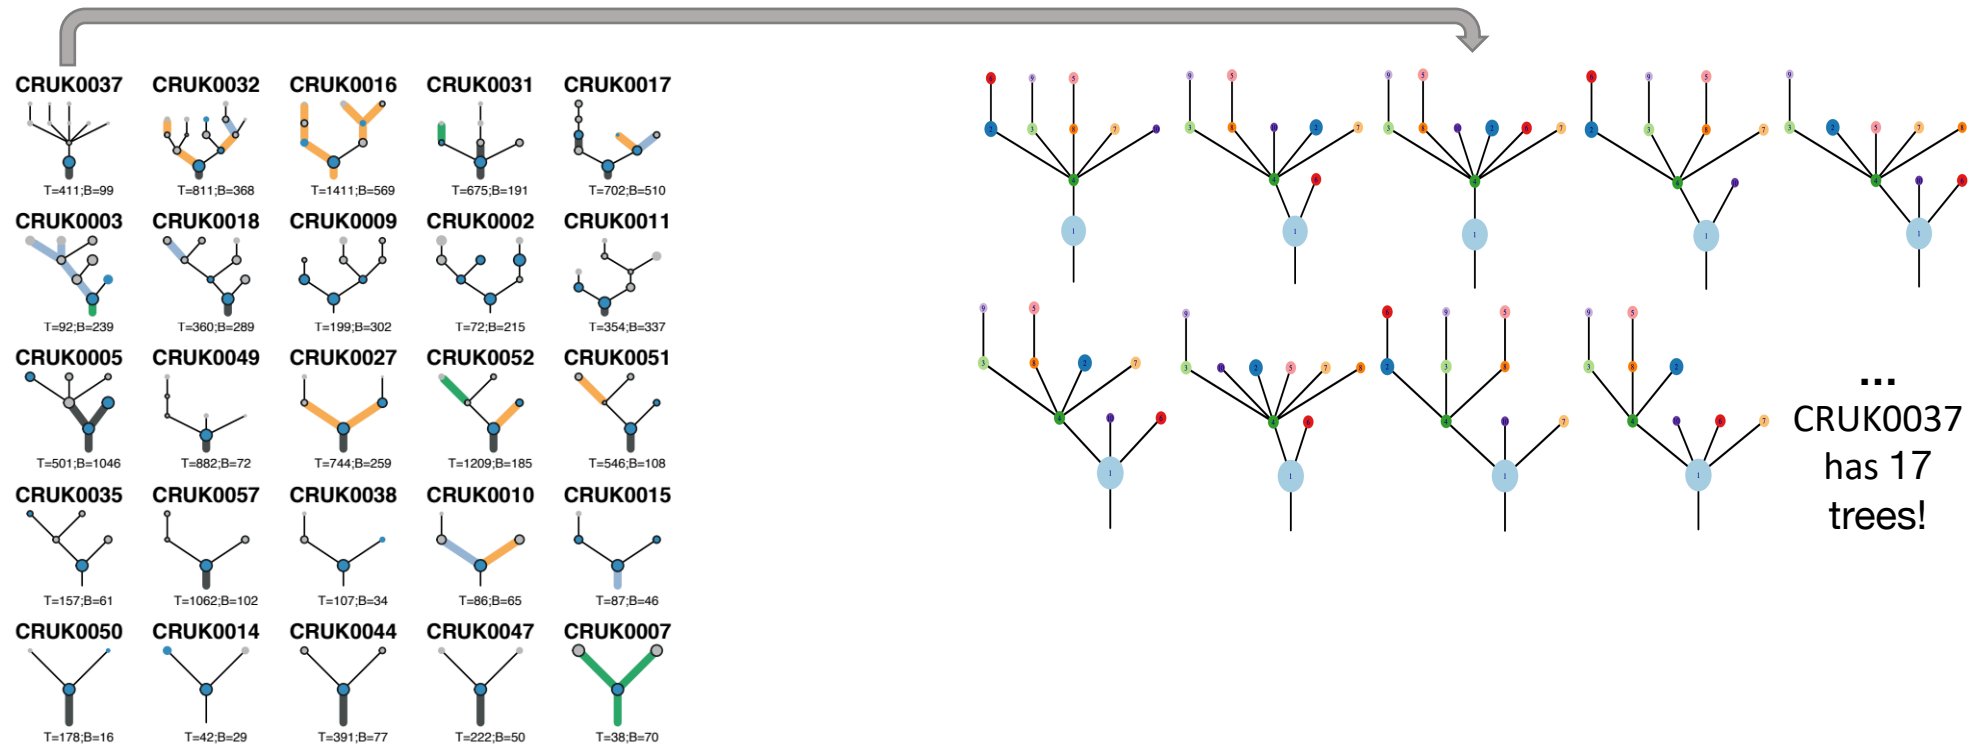 CRUK0037 CRUK0032 CRUK0016 CRUK0031 CRUK0017
T=411;B=99 T=811;B=368 T=1411;B=569 T=675;B=191 T=702;B=510
CRUK0003 CRUK0018 CRUK0009 CRUK0002 CRUK0011
T=92;B=239 T=360;B=289 T=199;B=302 T=72;B=215 T=354;B=337
CRUK0005 CRUK0049 CRUK0027 CRUK0052 CRUK0051
T=501;B=1046 T=882;B=72 T=744;B=259 T=1209;B=185 T=546;B=108
CRUK0035 CRUK0057 CRUK0038 CRUK0010 CRUK0015
T=157;B=61 T=1062;B=102 T=107;B=34 T=86;B=65 T=87;B=46
CRUK0050 CRUK0014 CRUK0044 CRUK0047 CRUK0007
T=178;B=16 T=42;B=29 T=391;B=77 T=222;B=50 T=38;B=70
...
CRUK0037
has 17
trees!